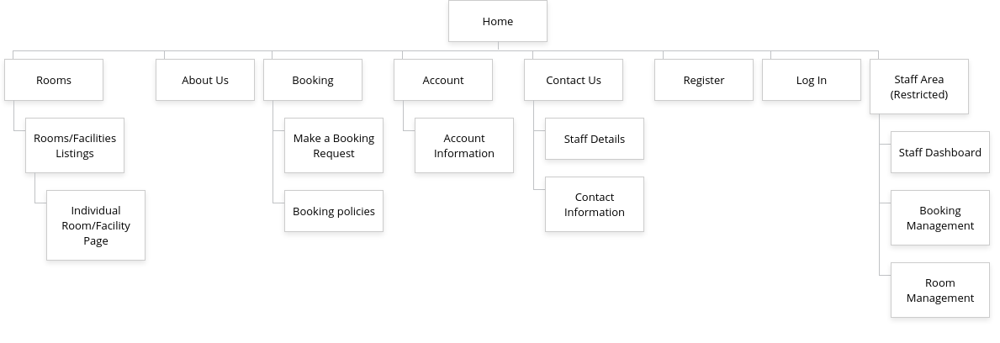 Home
Rooms
About Us
Booking
Account
Contact Us
Register
Log In
Staff Area
(Restricted)
Rooms/Facilities
Listings
Individual
Room/Facility
Page
Make a Booking
Request
Booking policies
Account
Information
Staff Details
Contact
Information
Staff Dashboard
Booking
Management
Room
Management